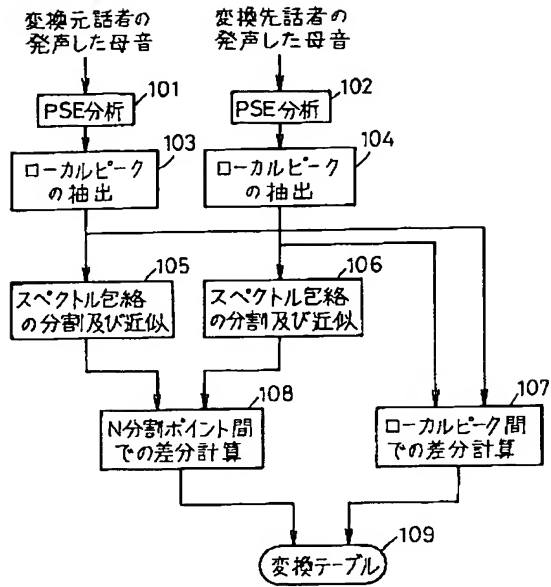 変換元話者の
発声した母音
変換先話者の
発声した母音
101
PSE分析
102
PSE分析
103
ローカルピーク
の抽出
104
ローカルピーク
の抽出
105
スペクトル包絡
の分割及び近似
106
スペクトル包絡
の分割及び近似
108
N分割ポイント間
での差分計算
107
ローカルピーク間
での差分計算
109
変換テーブル